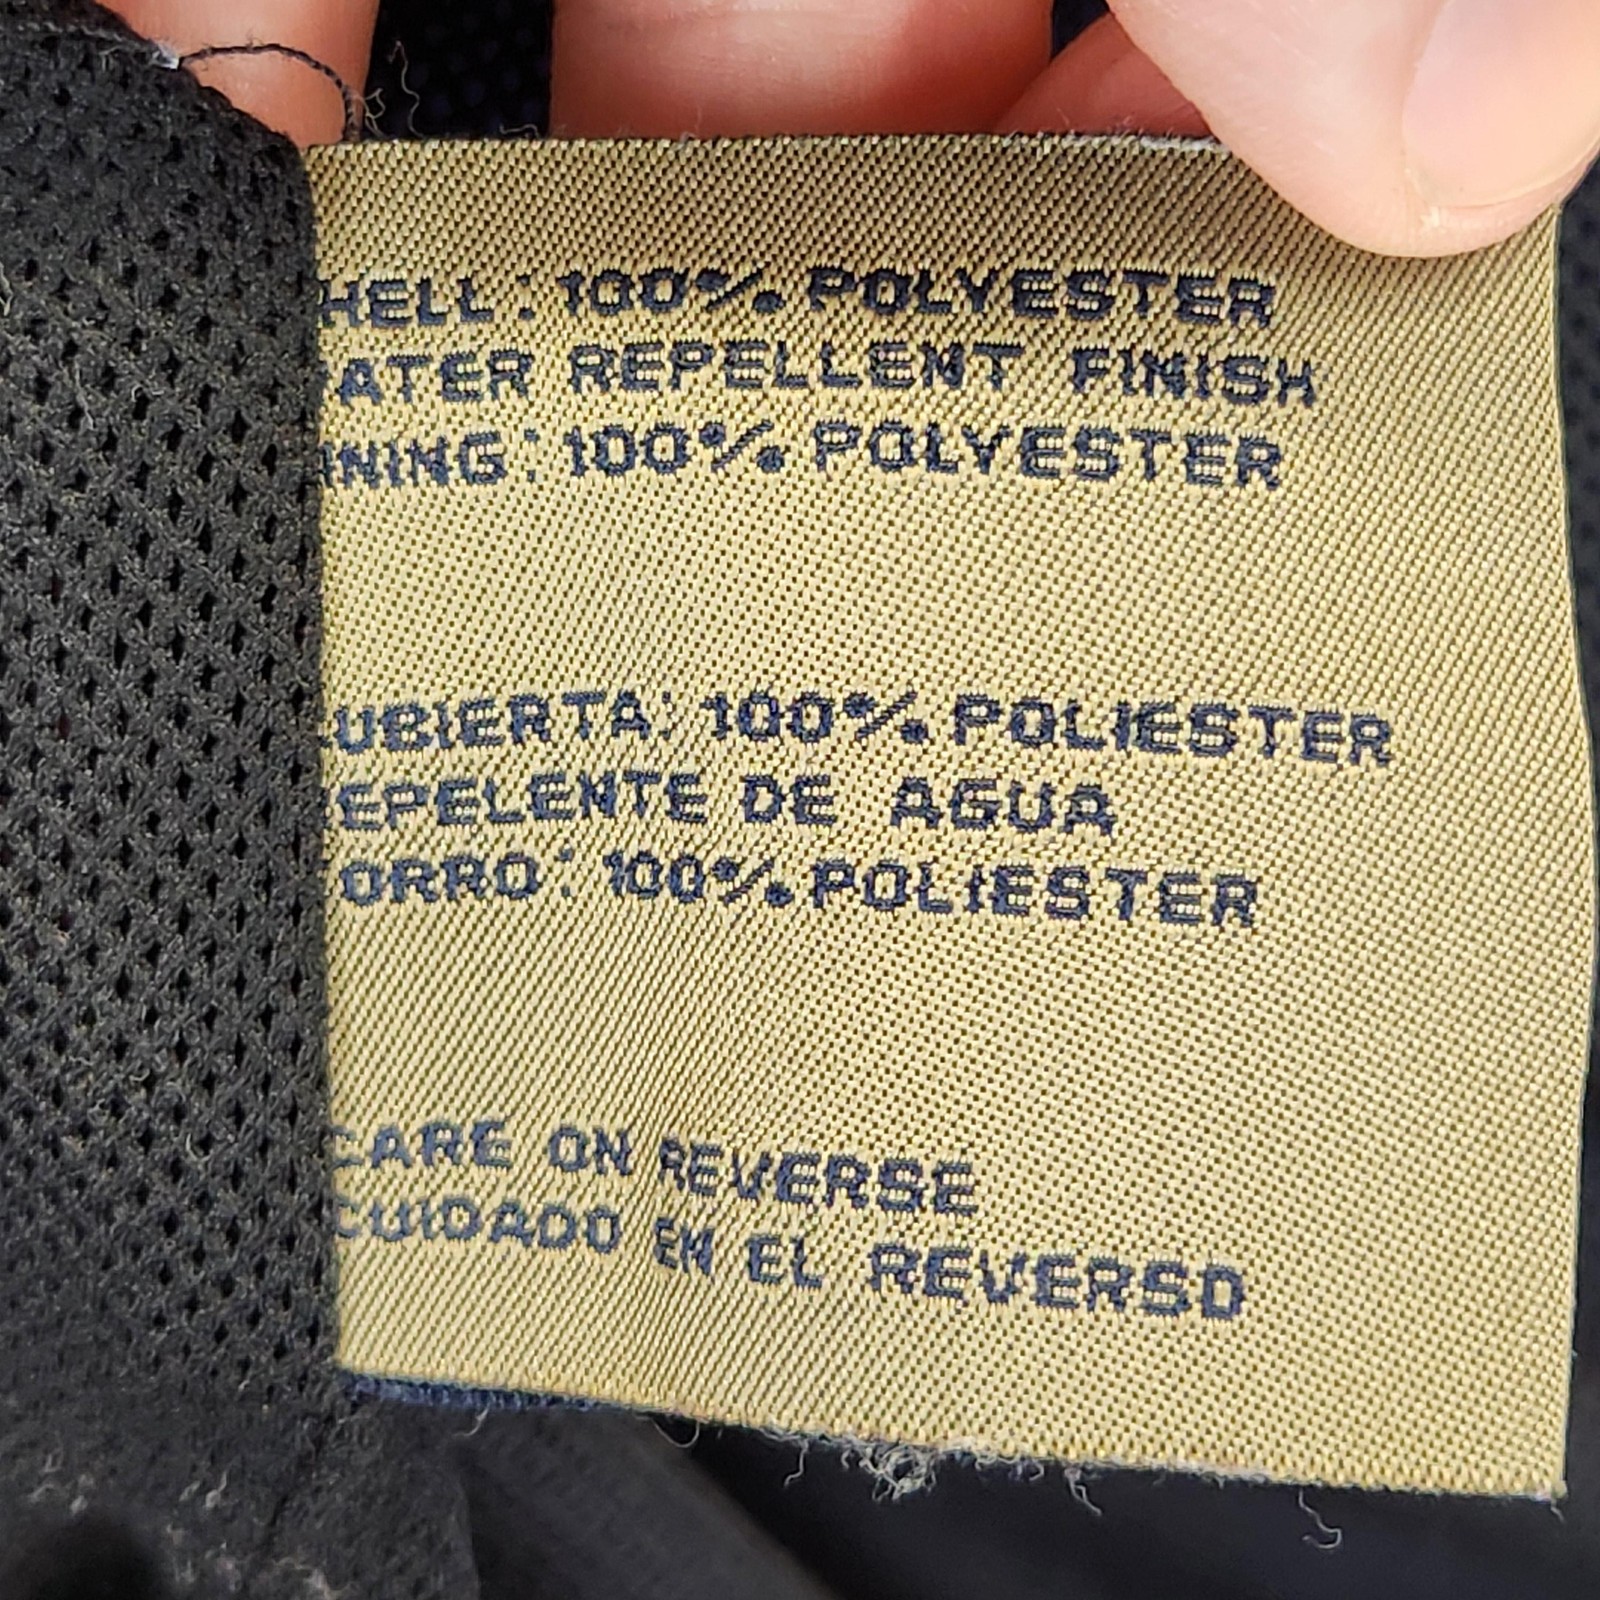 HELL: 100% POLYESTER
ATER REPELLENT FINISH
NING: 100% POLYESTER
UBIERTA: 100% POLIESTER
EPELENTE DE AGUA
ORRO: 100% POLIESTER
CARE ON REVERSE
CUIDADO EN EL REVERSO